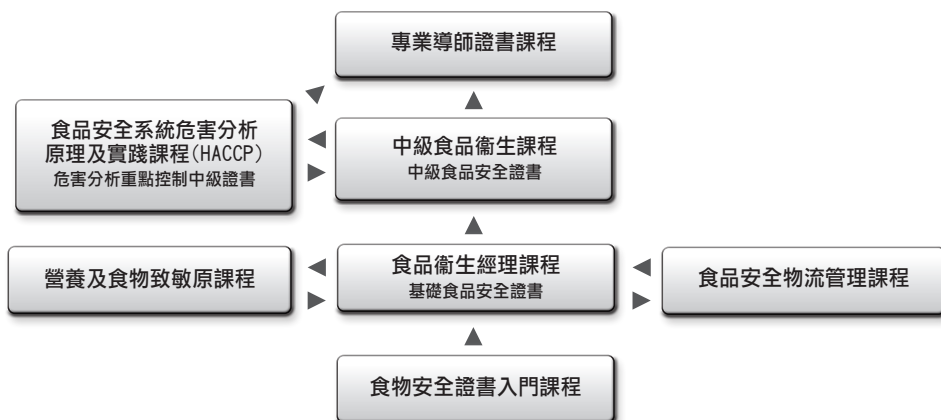 專業導師證書課程
食品安全系統危害分析
原理及實踐課程(HACCP)
危害分析重點控制中級證書
中級食品衞生課程
中級食品安全證書
營養及食物致敏原課程
食品衞生經理課程
基礎食品安全證書
食品安全物流管理課程
食物安全證書入門課程